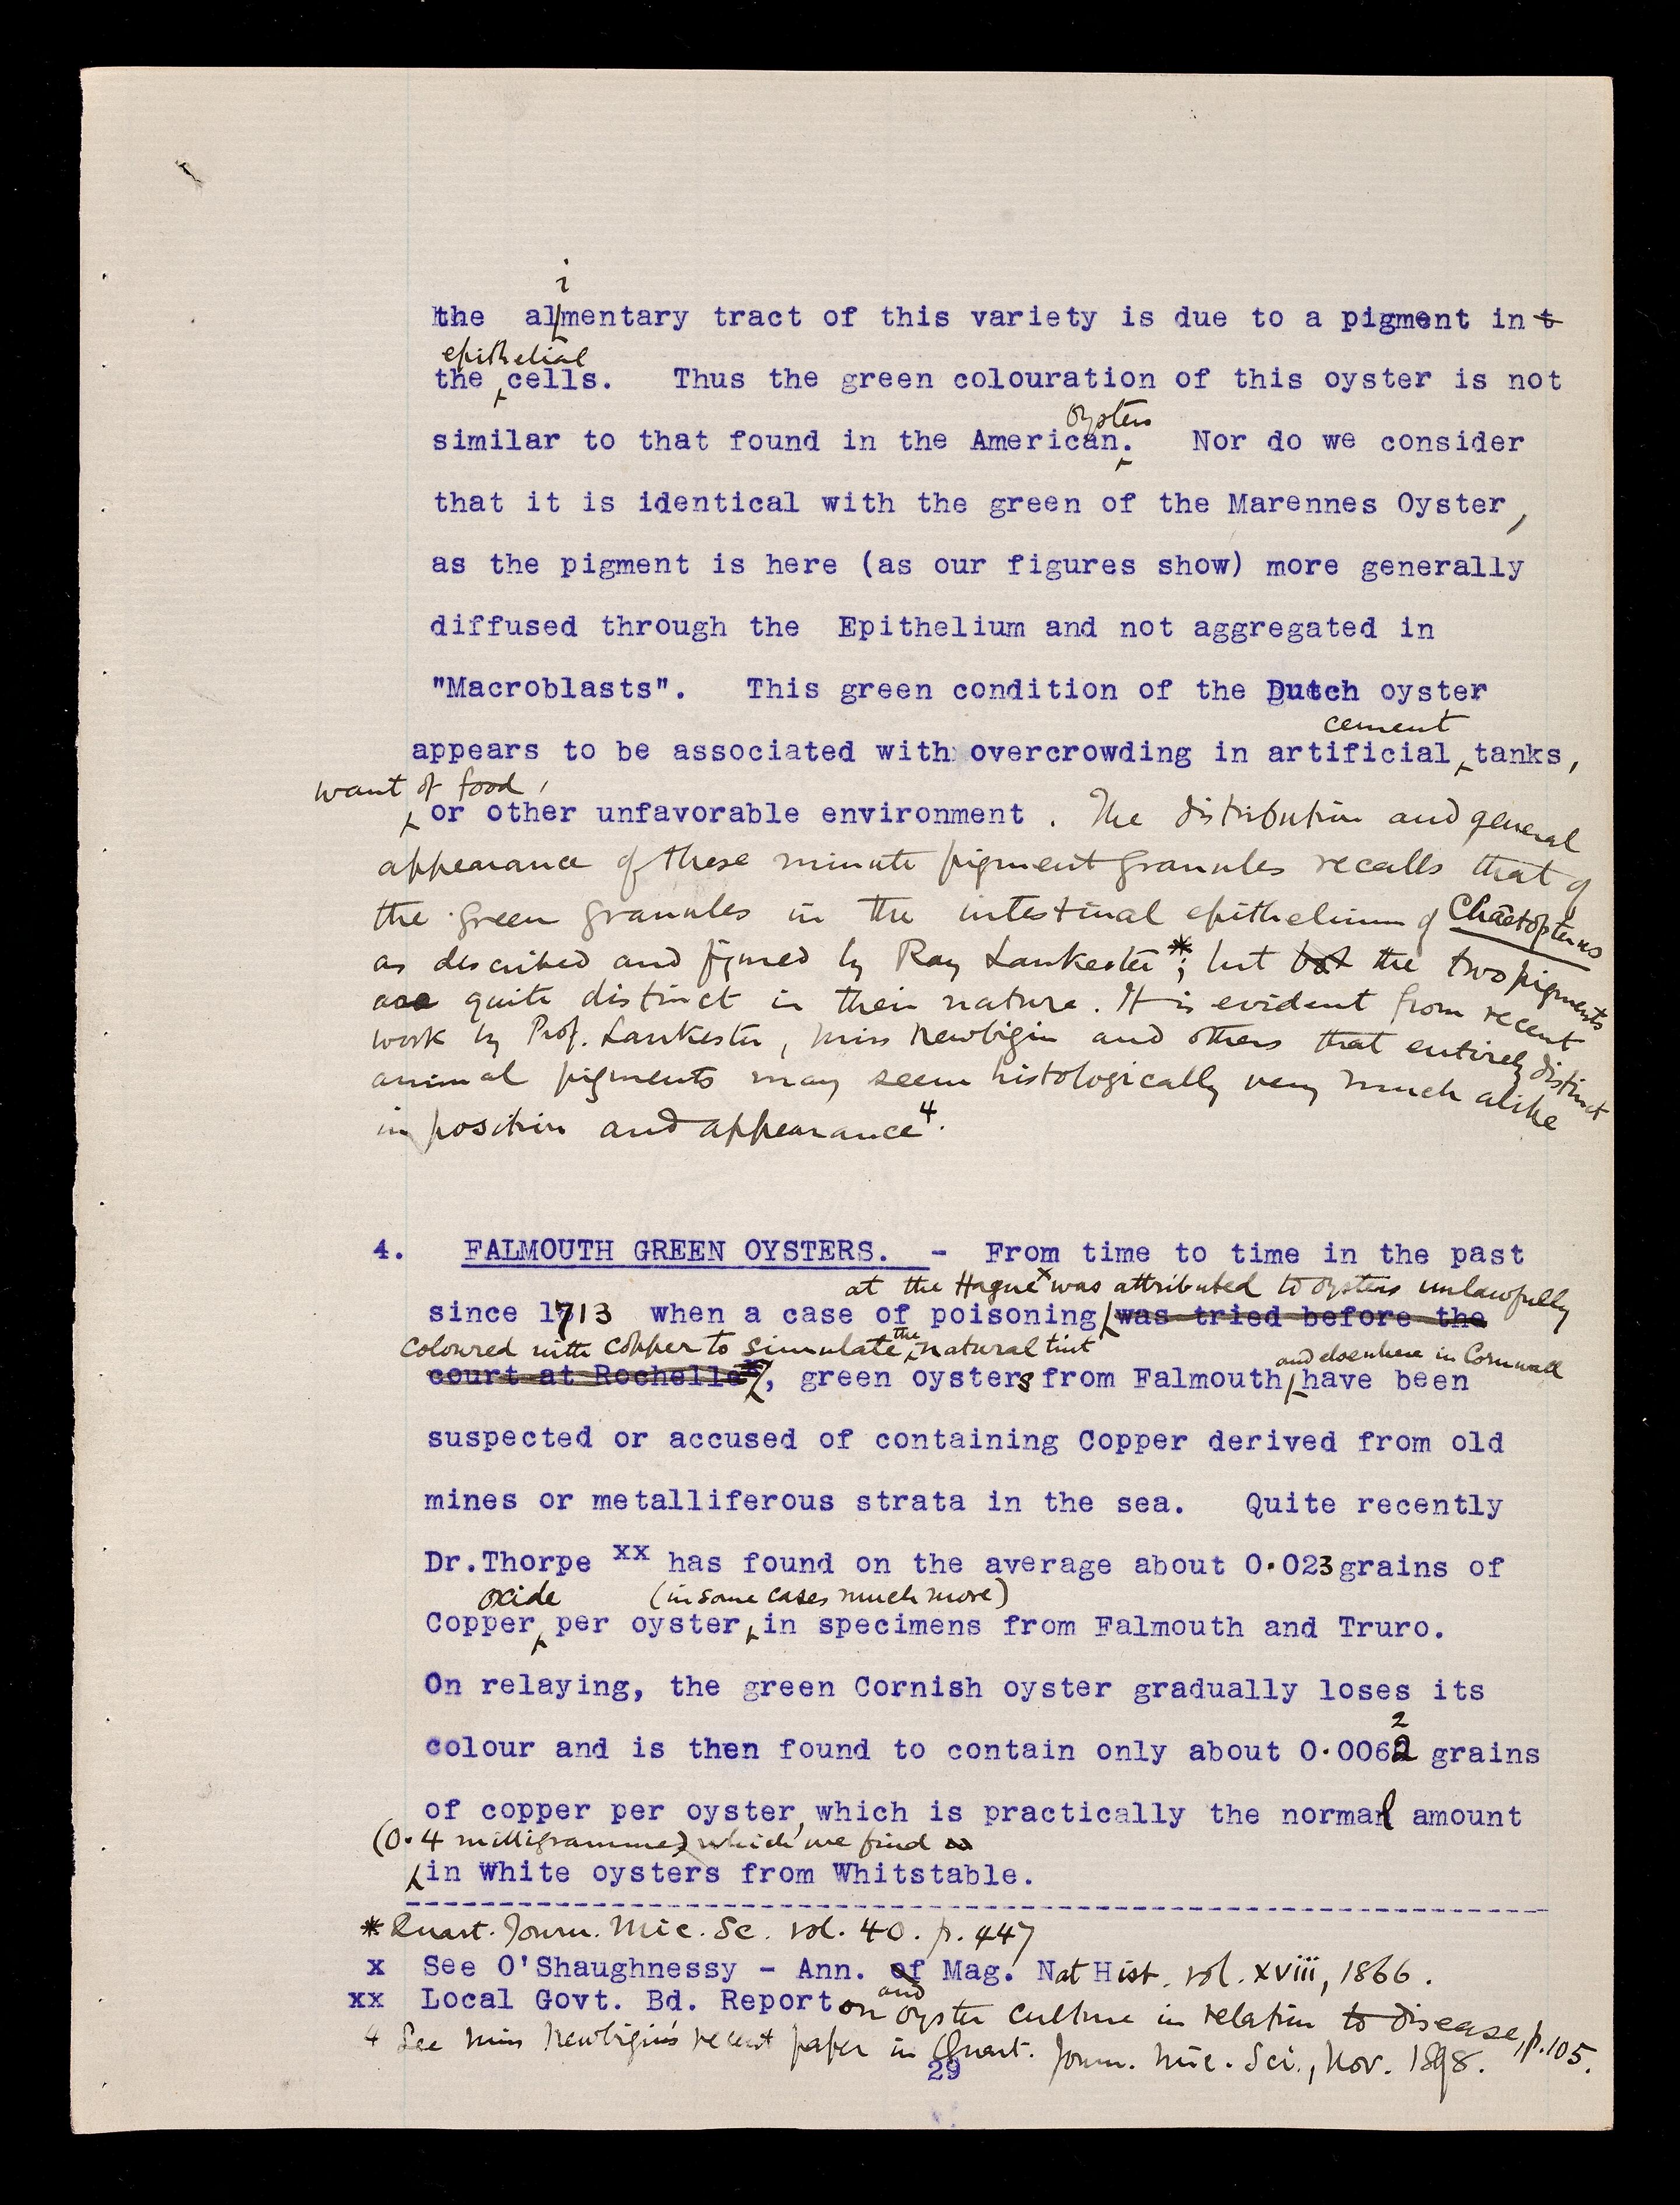 i
the almentary tract of this variety is due to a pigment in t
epithelial
the cells. Thus the green colouration of this oyster is not
oysters
similar to that found in the American. Nor do we consider
that it is identical with the green of the Marennes Oyster,
as the pigment is here (as our figures show) more generally
diffused through the Epithelium and not aggregated in
"Macroblasts". This green condition of the Dutch oyster
cement
appears to be associated with overcrowding in artificial tanks,
want of food,
or other unfavorable environment . The distribution and general
appearance of these minute pigment granules recalls that of
the green granules in the intestinal epithelium of Chaetopterus
as described and figured by Ray Lankester*; but bot the two pigments
are quite distinct in their nature. It is evident from recent
work by Prof. Lankester, Miss Newbigin and others that entirely distinct
animal pigments may seem histologically very much alike
in position and appearance4.
4. FALMOUTH GREEN OYSTERS. - From time to time in the past
at the Hague x was attributed to oysters unlawfully
since 1713 when a case of poisoning was tried before the
coloured with copper to simulate the natural tint
and elsewhere in Cornwall
court at Rochelle, green oysters from Falmouth have been
suspected or accused of containing Copper derived from old
mines or metalliferous strata in the sea. Quite recently
Dr.Thorpe xx has found on the average about 0.023 grains of
oxide (in some cases much more)
Copper per oyster, in specimens from Falmouth and Truro.
On relaying, the green Cornish oyster gradually loses its
2
colour and is then found to contain only about 0.0062 grains
of copper per oyster, which is practically the normal amount
(0.4 milligramme) which we find
in White oysters from Whitstable.
* Quart. Journ. Mic. Sc. vol. 40. p. 447
x See O'Shaughnessy - Ann. of Mag. Nat Hist. vol. xviii, 1866.
and
xx Local Govt. Bd. Report on oyster culture in relation to disease, p. 105.
4 See Miss Newbigin's recent paper in Quart. Journ. Mic. Sci., Nov. 1898.
29